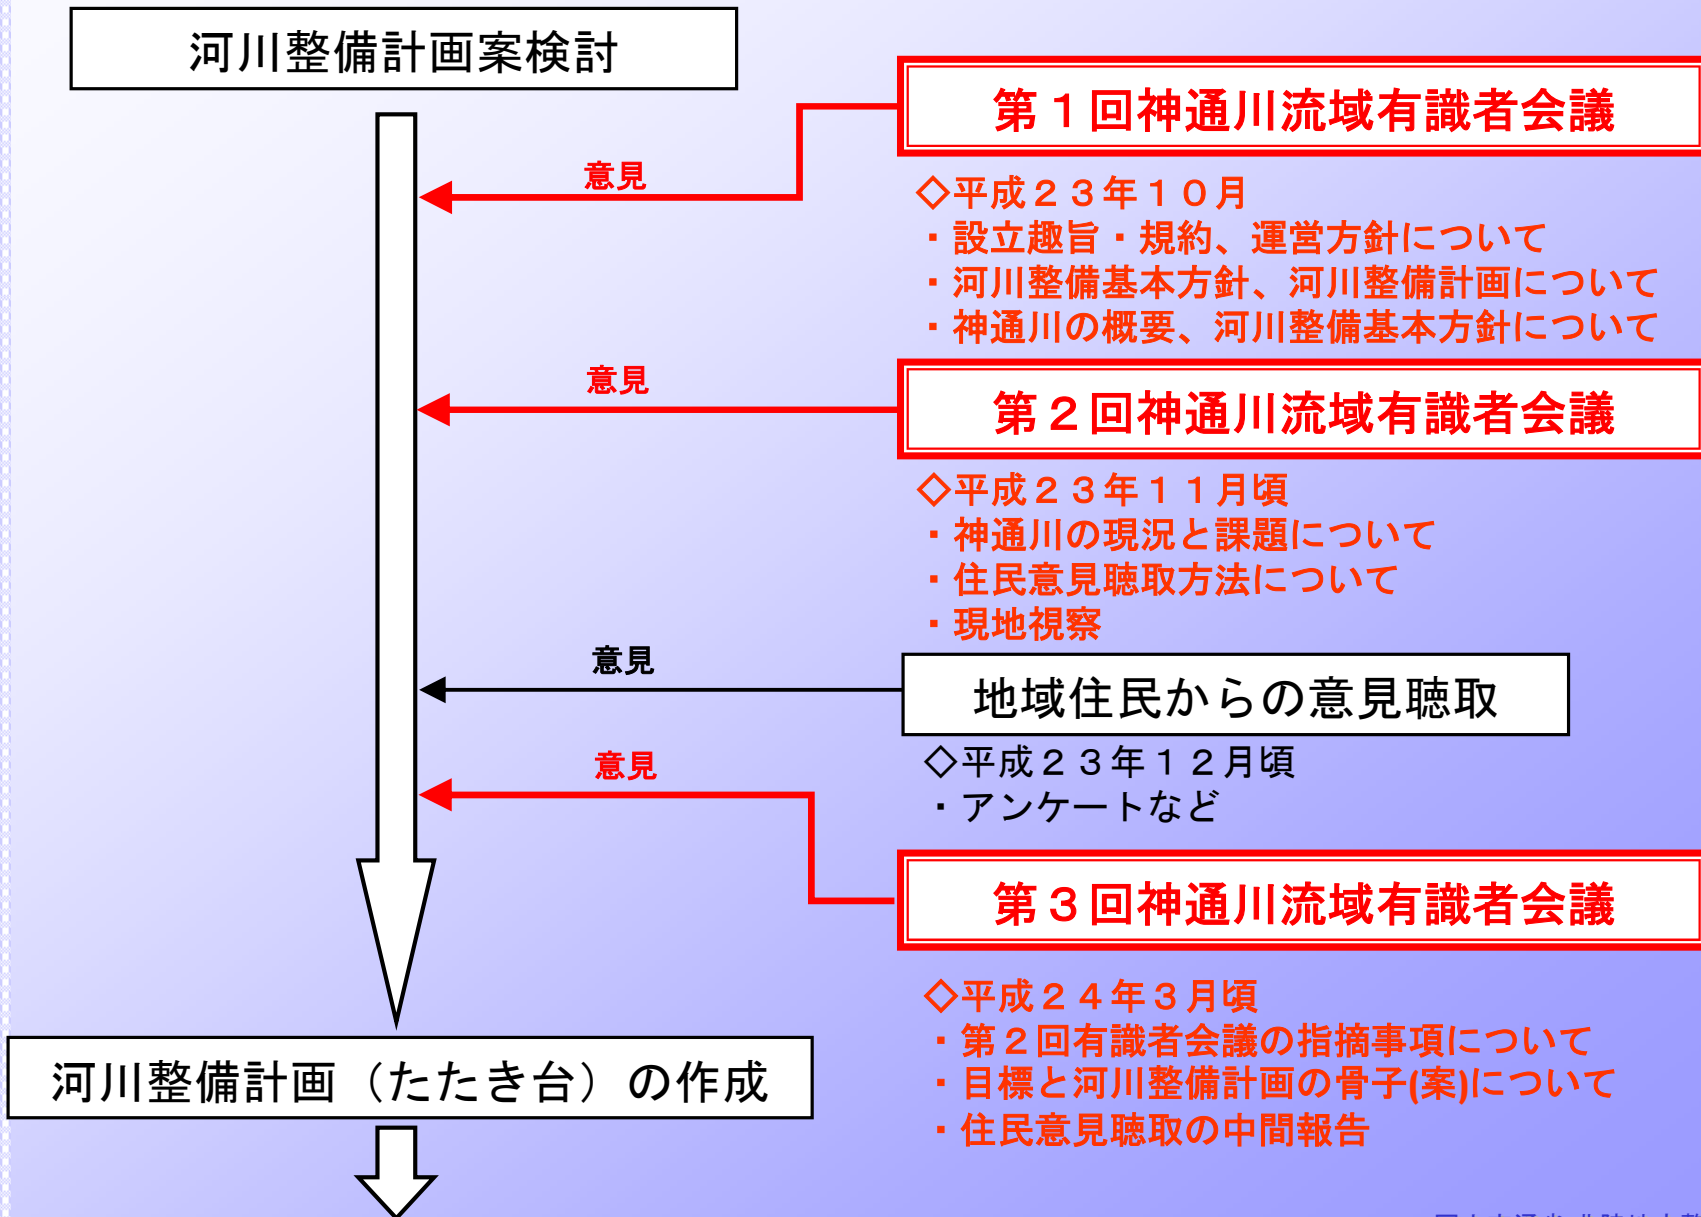 河川整備計画案検討
第１回神通川流域有識者会議
意見
◇平成２３年１０月
・設立趣旨・規約、運営方針について
・河川整備基本方針、河川整備計画について
・神通川の概要、河川整備基本方針について
意見
第２回神通川流域有識者会議
◇平成２３年１１月頃
・神通川の現況と課題について
・住民意見聴取方法について
・現地視察
意見
地域住民からの意見聴取
◇平成２３年１２月頃
・アンケートなど
意見
第３回神通川流域有識者会議
◇平成２４年３月頃
・第２回有識者会議の指摘事項について
・目標と河川整備計画の骨子(案)について
・住民意見聴取の中間報告
河川整備計画（たたき台）の作成